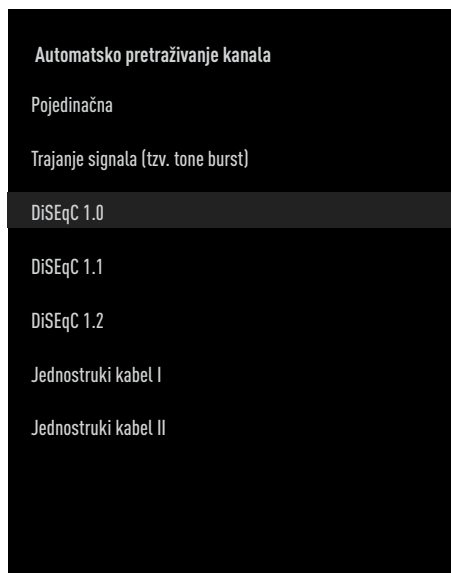 Automatsko pretraživanje kanala
Pojedinačna
Trajanje signala (tzv. tone burst)
DiSEqC 1.0
DiSEqC 1.1
DiSEqC 1.2
Jednostruki kabel I
Jednostruki kabel II